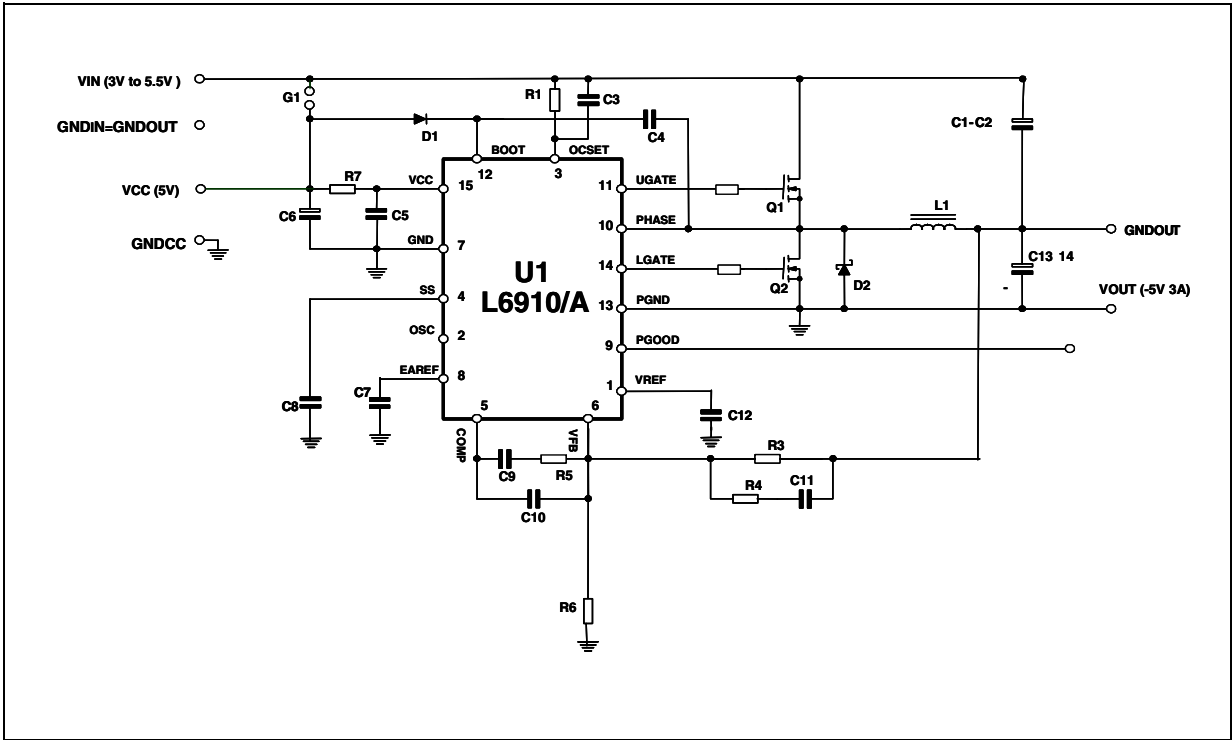 VIN (3V to 5.5V )
G1
R1
C3
GNDIN=GNDOUT
D1
C4
C1-C2
BOOT
OCSET
12
3
VCC (5V)
R7
VCC
15
11
UGATE
Q1
L1
C6
C5
GNDCC
GND
7
10
PHASE
GNDOUT
U1
L6910/A
14
LGATE
Q2
D2
C13 14
-
VOUT (-5V 3A)
SS
4
13
PGND
OSC
2
9
PGOOD
EAREF
8
1
VREF
C8
C7
5
6
C12
COMP
VFB
C9
R5
R3
R4
C11
C10
R6